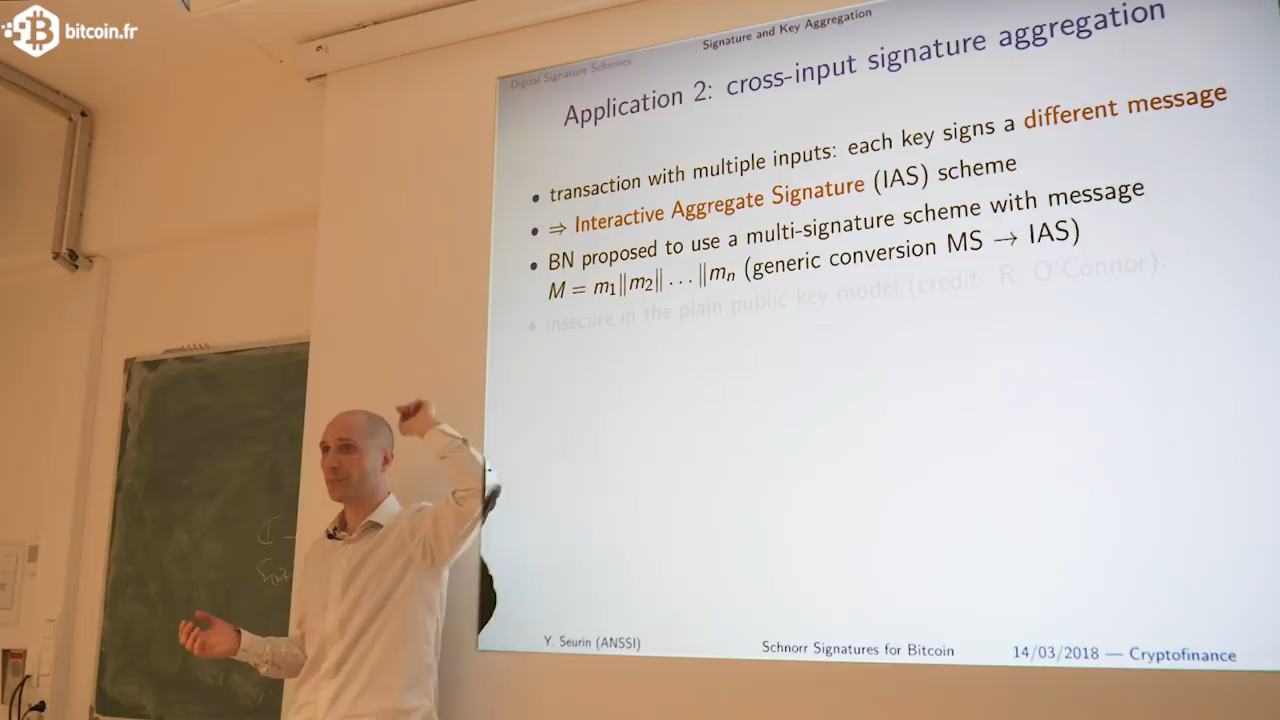 bitcoin.fr
Digital Signature Schemes
Signature and Key Aggregation
Application 2: cross-input signature aggregation
• transaction with multiple inputs: each key signs a different message
• ⇒ Interactive Aggregate Signature (IAS) scheme
• BN proposed to use a multi-signature scheme with message
M = m₁‖m₂‖ . . . ‖mₙ (generic conversion MS → IAS)
• insecure in the plain public key model (credit: R. O'Connor)
Y. Seurin (ANSSI)
Schnorr Signatures for Bitcoin
14/03/2018 — Cryptofinance